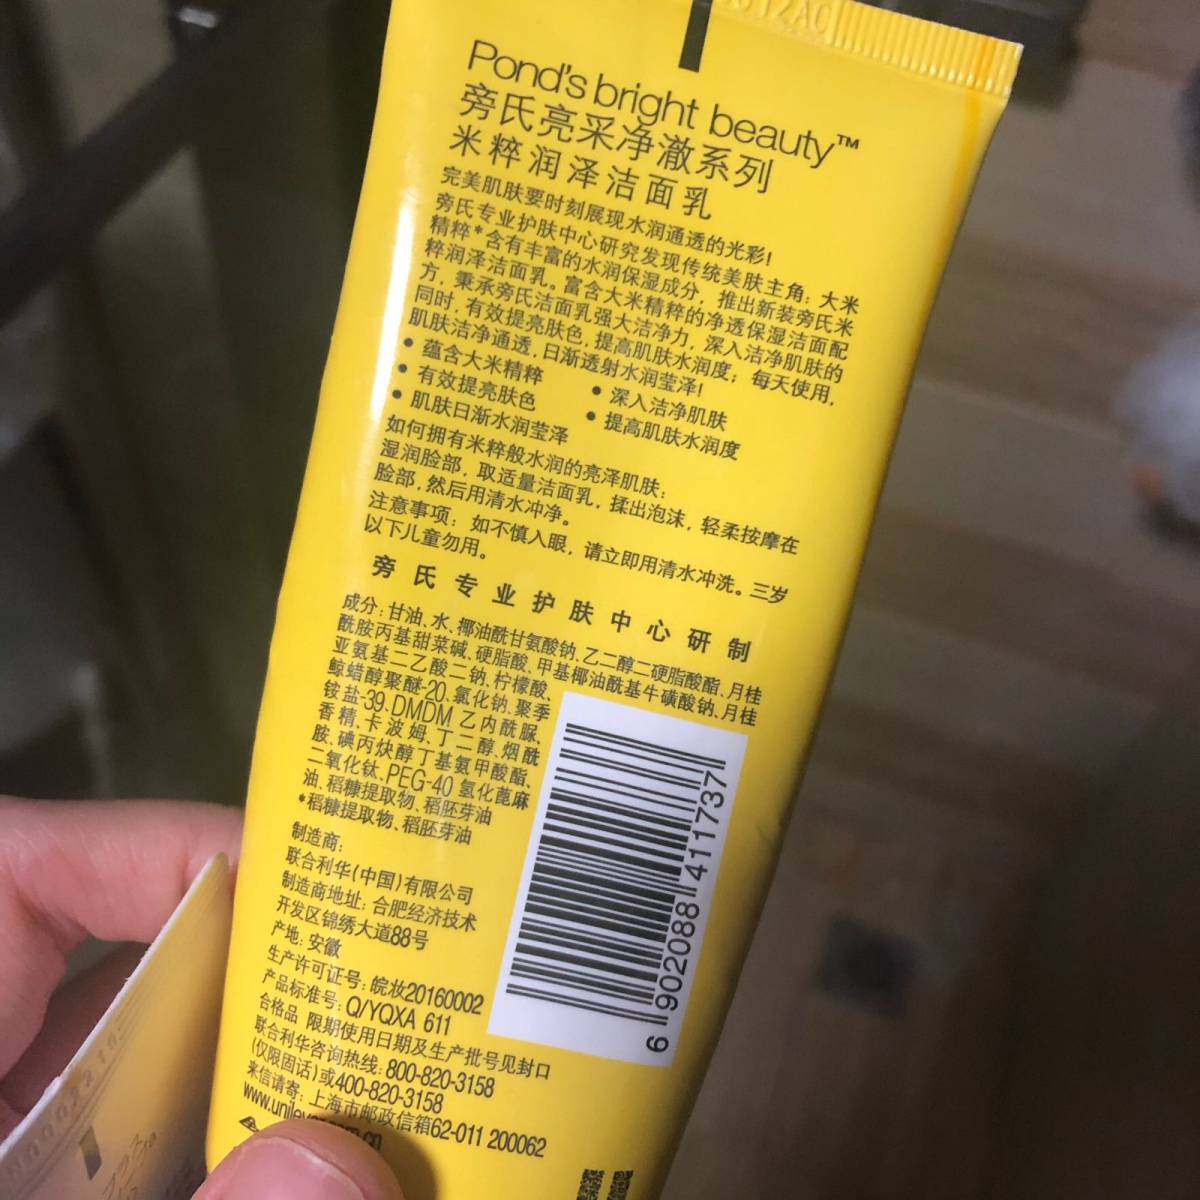 Pond's bright beauty™
旁氏亮采净澈系列
米粹润泽洁面乳
完美肌肤要时刻展现水润通透的光彩!
旁氏专业护肤中心研究发现传统美肤主角: 大米
精粹*含有丰富的水润保湿成分, 推出新装旁氏米
粹润泽洁面乳。富含大米精粹的净透保湿洁面配
方, 秉承旁氏洁面乳强大洁净力, 深入洁净肌肤的
同时, 有效提亮肤色, 提高肌肤水润度; 每天使用,
肌肤洁净通透, 日渐透射水润莹泽!
• 蕴含大米精粹 • 深入洁净肌肤
• 有效提亮肤色 • 提高肌肤水润度
• 肌肤日渐水润莹泽
如何拥有米粹般水润的亮泽肌肤:
湿润脸部, 取适量洁面乳, 揉出泡沫, 轻柔按摩在
脸部, 然后用清水冲净。
注意事项: 如不慎入眼, 请立即用清水冲洗。三岁
以下儿童勿用。
旁氏专业护肤中心研制
成分: 甘油、水、椰油酰甘氨酸钠、乙二醇二硬脂酸酯、月桂
酰胺丙基甜菜碱、硬脂酸、甲基椰油酰基牛磺酸钠、月桂
亚氨基二乙酸二钠、柠檬酸、
鲸蜡醇聚醚-20、氯化钠、聚季
铵盐-39、DMDM 乙内酰脲、
香精、卡波姆、丁二醇、烟酰
胺、碘丙炔醇丁基氨甲酸酯、
二氧化钛、PEG-40 氢化蓖麻
油、稻糠提取物、稻胚芽油
*稻糠提取物、稻胚芽油
制造商:
联合利华(中国)有限公司
制造商地址: 合肥经济技术
开发区锦绣大道88号
产地: 安徽
生产许可证号: 皖妆20160002
产品标准号: Q/YQXA 611
合格品 限期使用日期及生产批号见封口
联合利华咨询热线: 800-820-3158
(仅限固话)或400-820-3158
来信请寄: 上海市邮政信箱62-011 200062
6 902088 411737